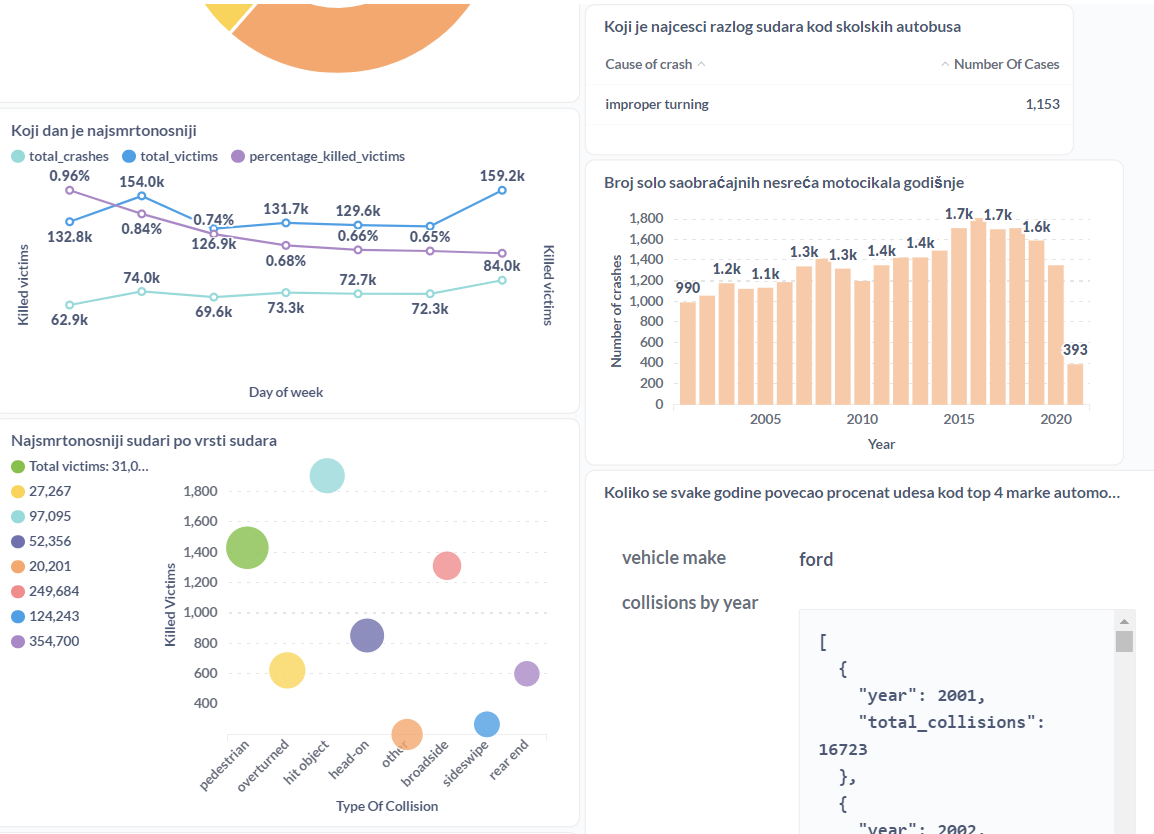 Koji dan je najsmrtonosniji
total_crashes total_victims percentage_killed_victims
0.96%
154.0k
159.2k
132.8k
0.84%
0.74%
126.9k
131.7k
0.68%
129.6k
0.66%
0.65%
84.0k
74.0k
62.9k
69.6k
73.3k
72.7k
72.3k
Killed victims
Killed victims
Day of week
Najsmrtonosniji sudari po vrsti sudara
Total victims: 31,0...
27,267
97,095
52,356
20,201
249,684
124,243
354,700
Killed Victims
1,800
1,600
1,400
1,200
1,000
800
600
400
pedestrian
overturned
hit object
head-on
other
broadside
sideswipe
rear end
Type Of Collision
Koji je najcesci razlog sudara kod skolskih autobusa
Cause of crash Number Of Cases
improper turning 1,153
Broj solo saobraćajnih nesreća motocikala godišnje
Number of crashes
1,800
1,600
1,400
1,200
1,000
800
600
400
200
0
990
1.2k
1.1k
1.3k
1.3k
1.4k
1.4k
1.7k
1.7k
1.6k
393
2005 2010 2015 2020
Year
Koliko se svake godine povecao procenat udesa kod top 4 marke automo...
vehicle make ford
collisions by year
[
{
"year": 2001,
"total_collisions":
16723
},
{
"year": 2002,